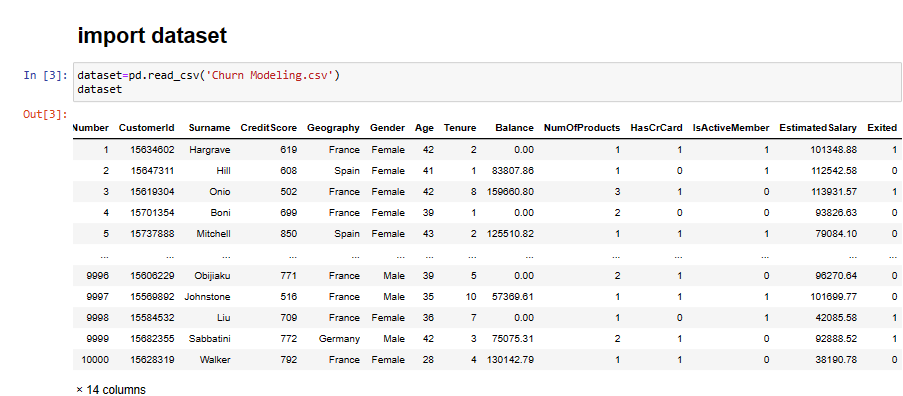 import dataset
In [3]: dataset=pd.read_csv('Churn Modeling.csv')
dataset
Out[3]:
Number CustomerId Surname CreditScore Geography Gender Age Tenure Balance NumOfProducts HasCrCard IsActiveMember EstimatedSalary Exited
1 15634602 Hargrave 619 France Female 42 2 0.00 1 1 1 101348.88 1
2 15647311 Hill 608 Spain Female 41 1 83807.86 1 0 1 112542.58 0
3 15619304 Onio 502 France Female 42 8 159660.80 3 1 0 113931.57 1
4 15701354 Boni 699 France Female 39 1 0.00 2 0 0 93826.63 0
5 15737888 Mitchell 850 Spain Female 43 2 125510.82 1 1 1 79084.10 0
... ... ... ... ... ... ... ... ... ... ... ... ... ...
9996 15606229 Obijiaku 771 France Male 39 5 0.00 2 1 0 96270.64 0
9997 15569892 Johnstone 516 France Male 35 10 57369.61 1 1 1 101699.77 0
9998 15584532 Liu 709 France Female 36 7 0.00 1 0 1 42085.58 1
9999 15682355 Sabbatini 772 Germany Male 42 3 75075.31 2 1 0 92888.52 1
10000 15628319 Walker 792 France Female 28 4 130142.79 1 1 0 38190.78 0
× 14 columns